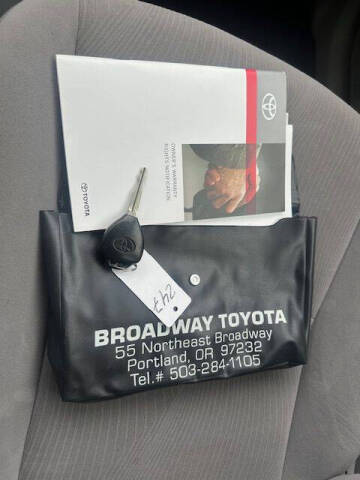 TOYOTA
OWNER'S WARRANTY
RIGHTS NOTIFICATION
247
BROADWAY TOYOTA
55 Northeast Broadway
Portland, OR 97232
Tel.# 503-284-1105